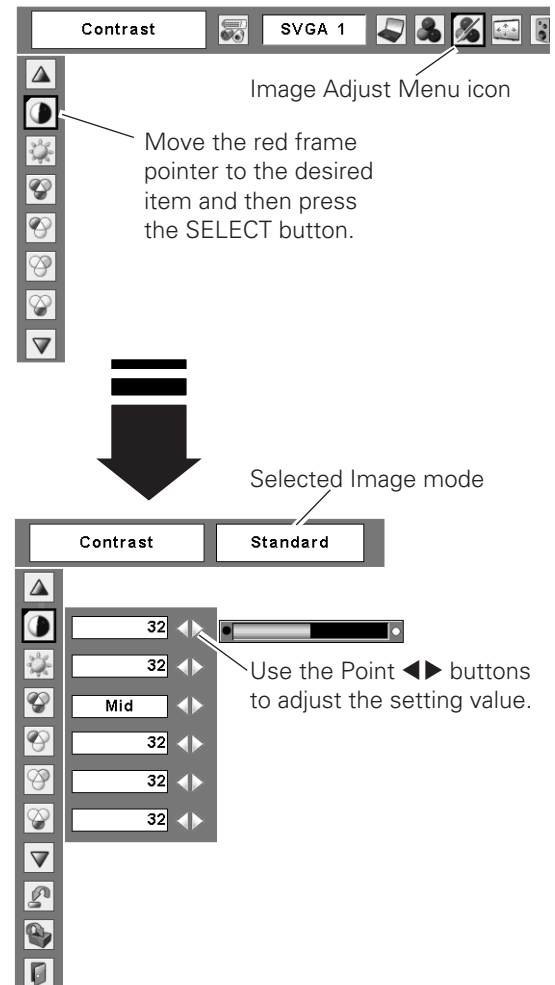 Contrast SVGA 1
Image Adjust Menu icon
Move the red frame
pointer to the desired
item and then press
the SELECT button.
Selected Image mode
Contrast Standard
32
Use the Point ◀▶ buttons
to adjust the setting value.
32
Mid
32
32
32